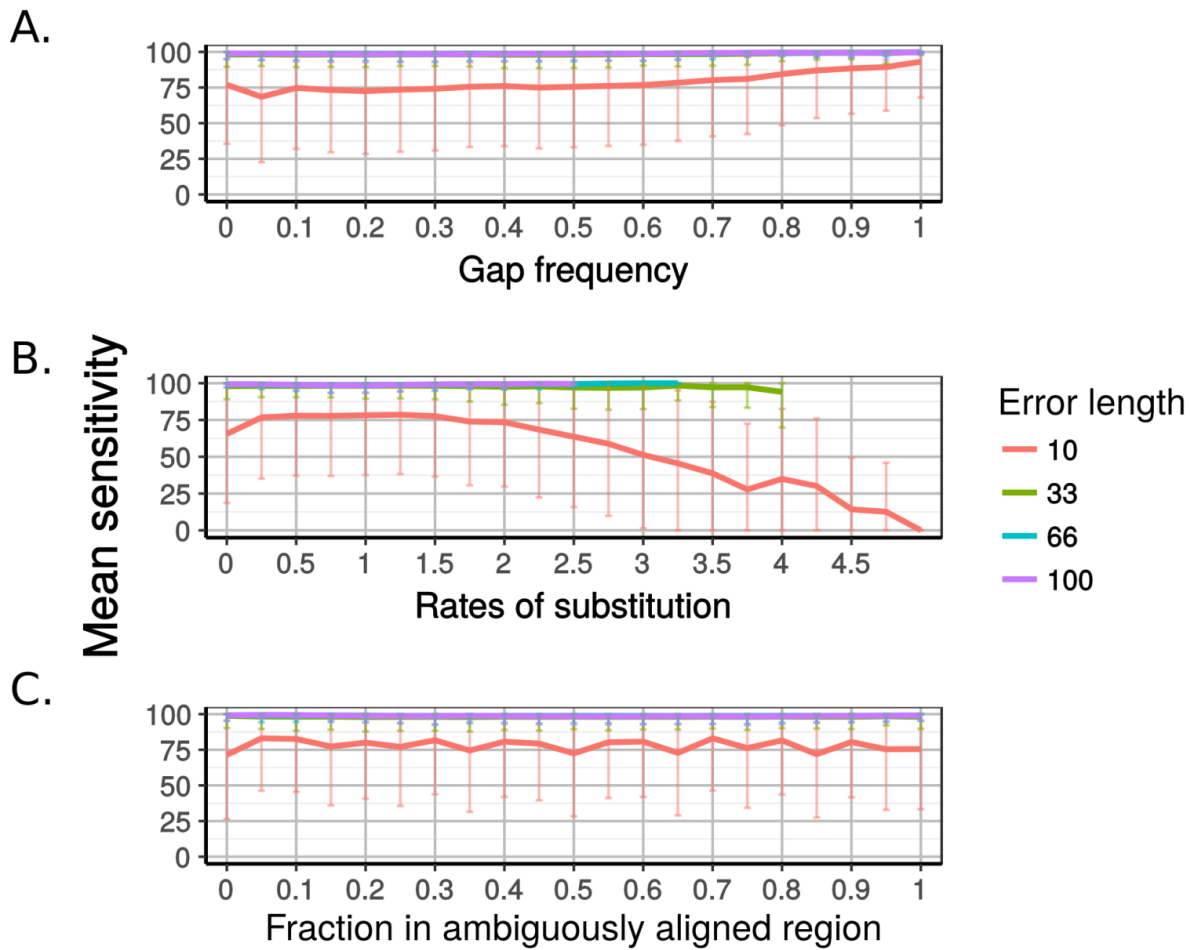 A.
100
75
50
25
0
0 0.1 0.2 0.3 0.4 0.5 0.6 0.7 0.8 0.9 1
Gap frequency
B.
Mean sensitivity
100
75
50
25
0
0 0.5 1 1.5 2 2.5 3 3.5 4 4.5
Rates of substitution
Error length
10
33
66
100
C.
100
75
50
25
0
0 0.1 0.2 0.3 0.4 0.5 0.6 0.7 0.8 0.9 1
Fraction in ambiguously aligned region